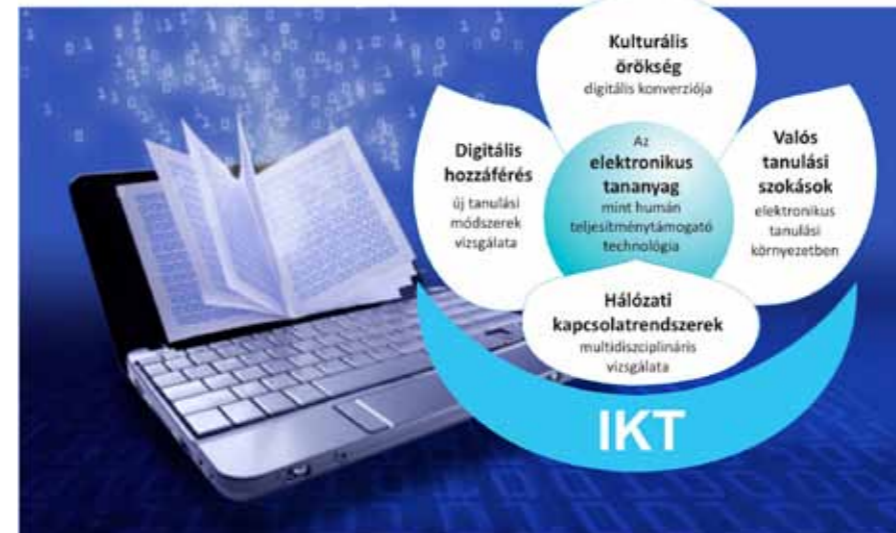 Kulturális
örökség
digitális konverziója
Digitális
hozzáférés
új tanulási
módszerek
vizsgálata
Az
elektronikus
tananyag
mint humán
teljesítménytámogató
technológia
Valós
tanulási
szokások
elektronikus
tanulási
környezetben
Hálózati
kapcsolatrendszerek
multidiszciplináris
vizsgálata
IKT